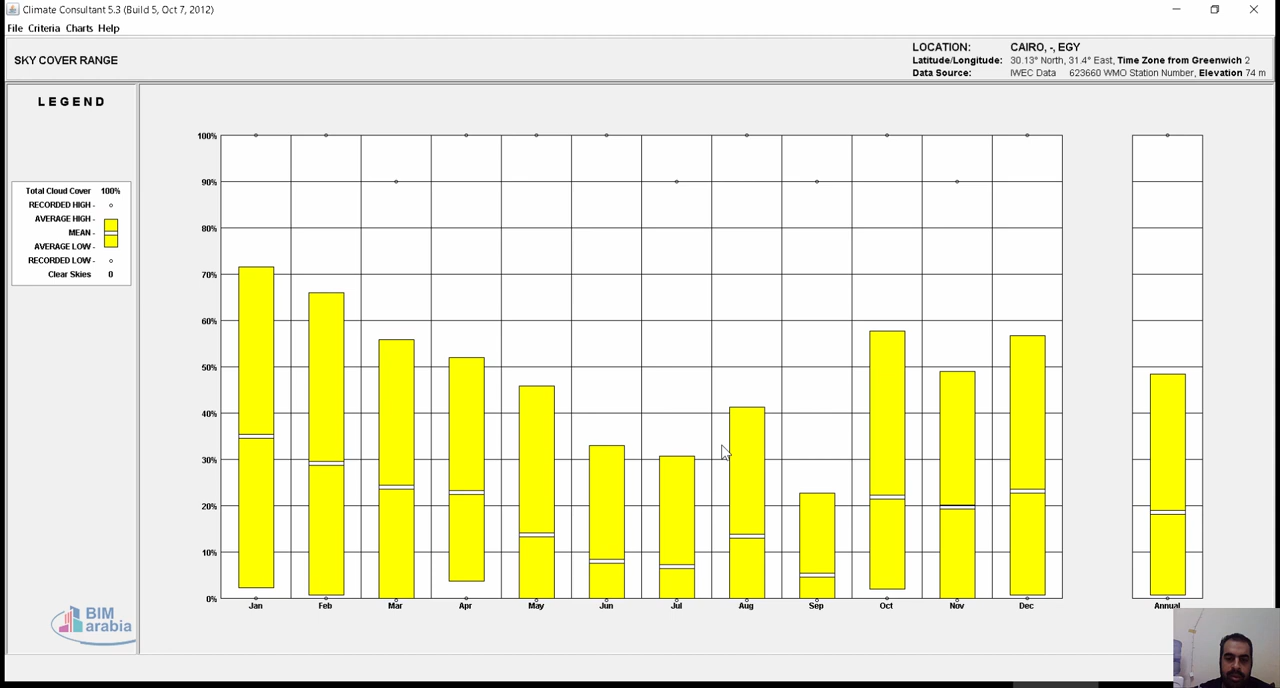 Climate Consultant 5.3 (Build 5, Oct 7, 2012)
File Criteria Charts Help
SKY COVER RANGE
LOCATION: CAIRO, -, EGY
Latitude/Longitude: 30.13° North, 31.4° East, Time Zone from Greenwich 2
Data Source: IWEC Data 623660 WMO Station Number, Elevation 74 m
LEGEND
Total Cloud Cover 100%
RECORDED HIGH -
AVERAGE HIGH -
MEAN -
AVERAGE LOW -
RECORDED LOW -
Clear Skies 0
100%
90%
80%
70%
60%
50%
40%
30%
20%
10%
0%
Jan Feb Mar Apr May Jun Jul Aug Sep Oct Nov Dec Annual
BIM
arabia